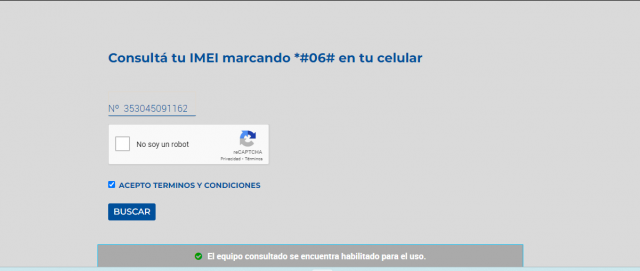 Consultá tu IMEI marcando *#06# en tu celular
Nº 353045091162
No soy un robot
reCAPTCHA
Privacidad - Términos
ACEPTO TERMINOS Y CONDICIONES
BUSCAR
El equipo consultado se encuentra habilitado para el uso.